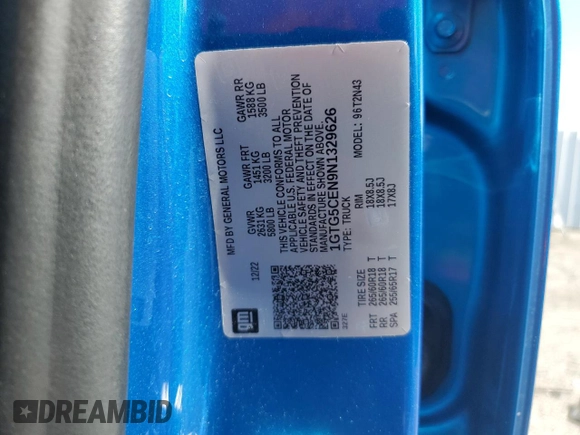 MFD BY GENERAL MOTORS LLC
GVWR
2631 KG
5800 LB
GAWR FRT
1451 KG
3200 LB
GAWR RR
1588 KG
3500 LB
THIS VEHICLE CONFORMS TO ALL
APPLICABLE U.S. FEDERAL MOTOR
VEHICLE SAFETY AND THEFT PREVENTION
STANDARDS IN EFFECT ON THE DATE OF
MANUFACTURE SHOWN ABOVE.
1GTG5CEN9N1329626
TYPE: TRUCK
MODEL: 96T2N43
12/22
gm
327E
TIRE SIZE RIM
FRT 265/60R18 T 18X8.5J
RR 265/60R18 T 18X8.5J
SPA 255/65R17 T 17X8J
DREAMBID